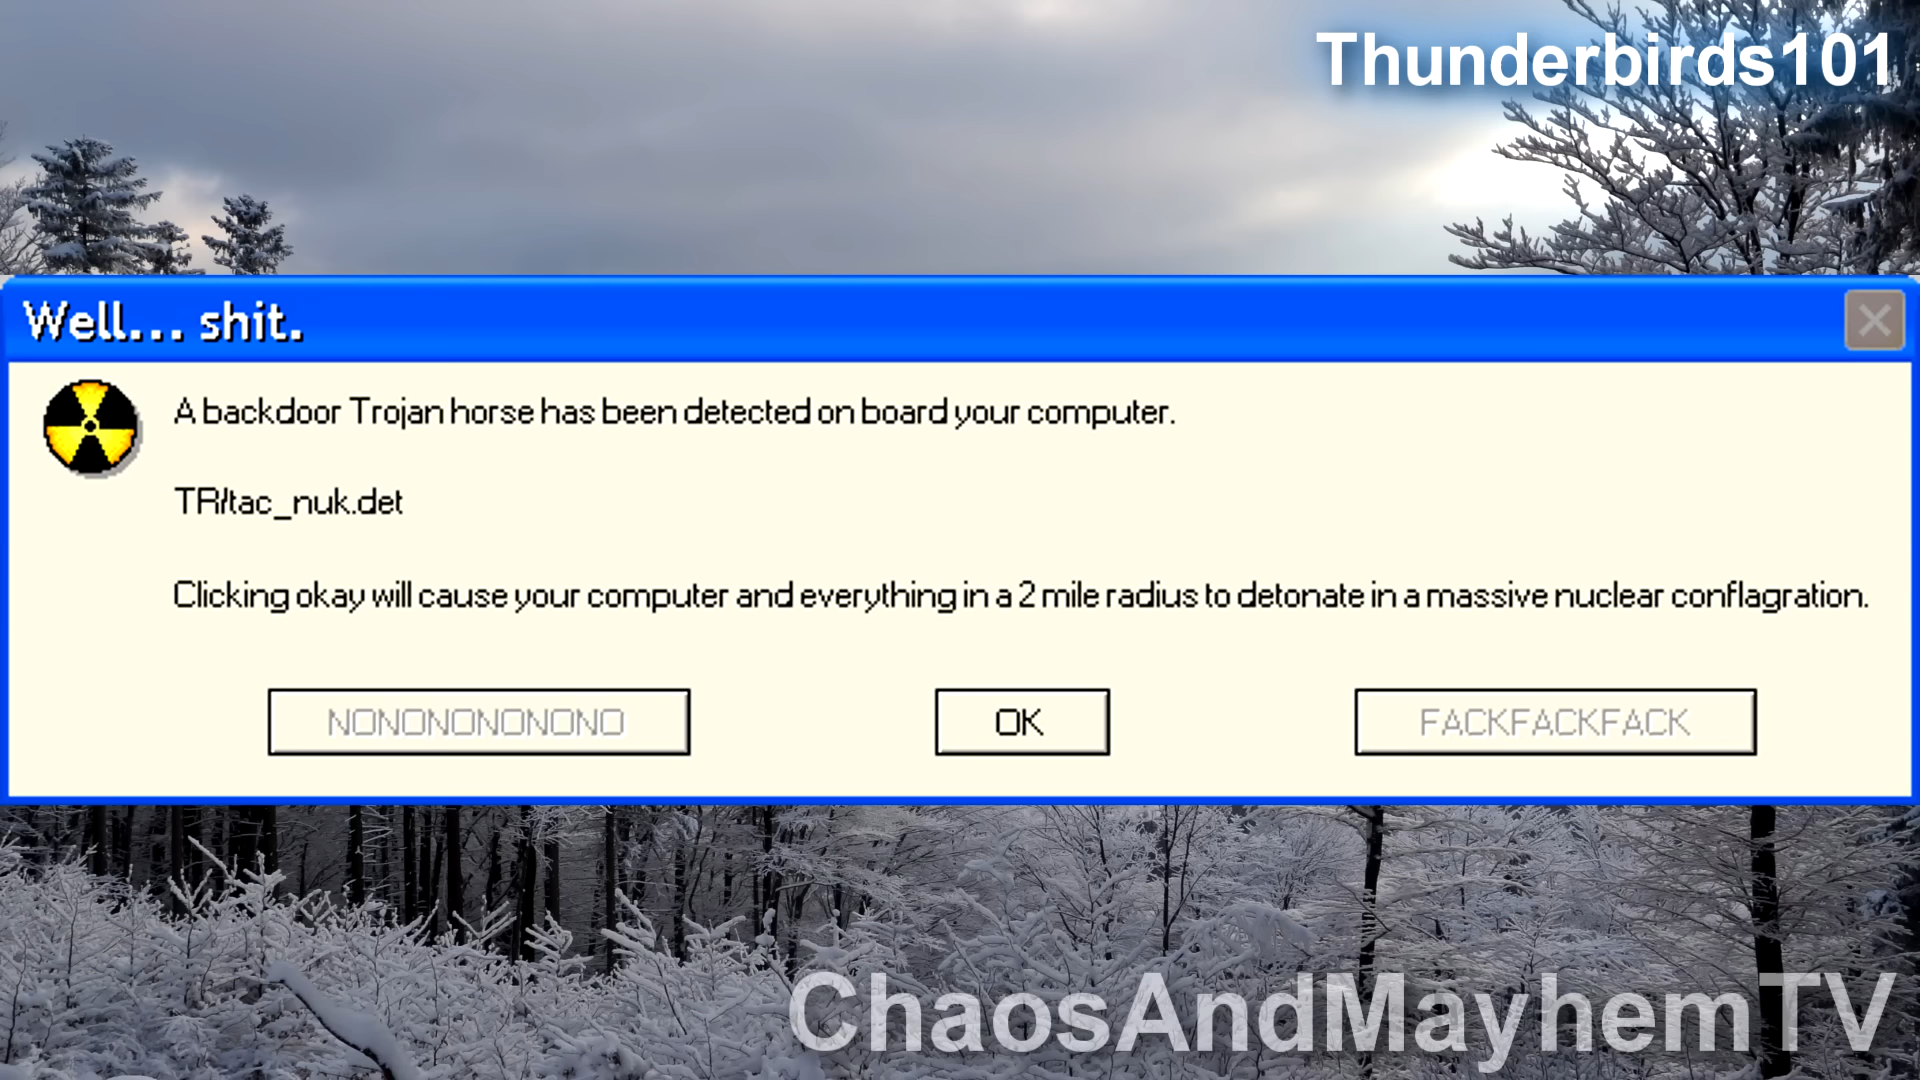 Thunderbirds101
Well... shit.
A backdoor Trojan horse has been detected on board your computer.
TR/tac_nuk.det
Clicking okay will cause your computer and everything in a 2 mile radius to detonate in a massive nuclear conflagration.
NONONONONONO
OK
FACKFACKFACK
ChaosAndMayhemTV